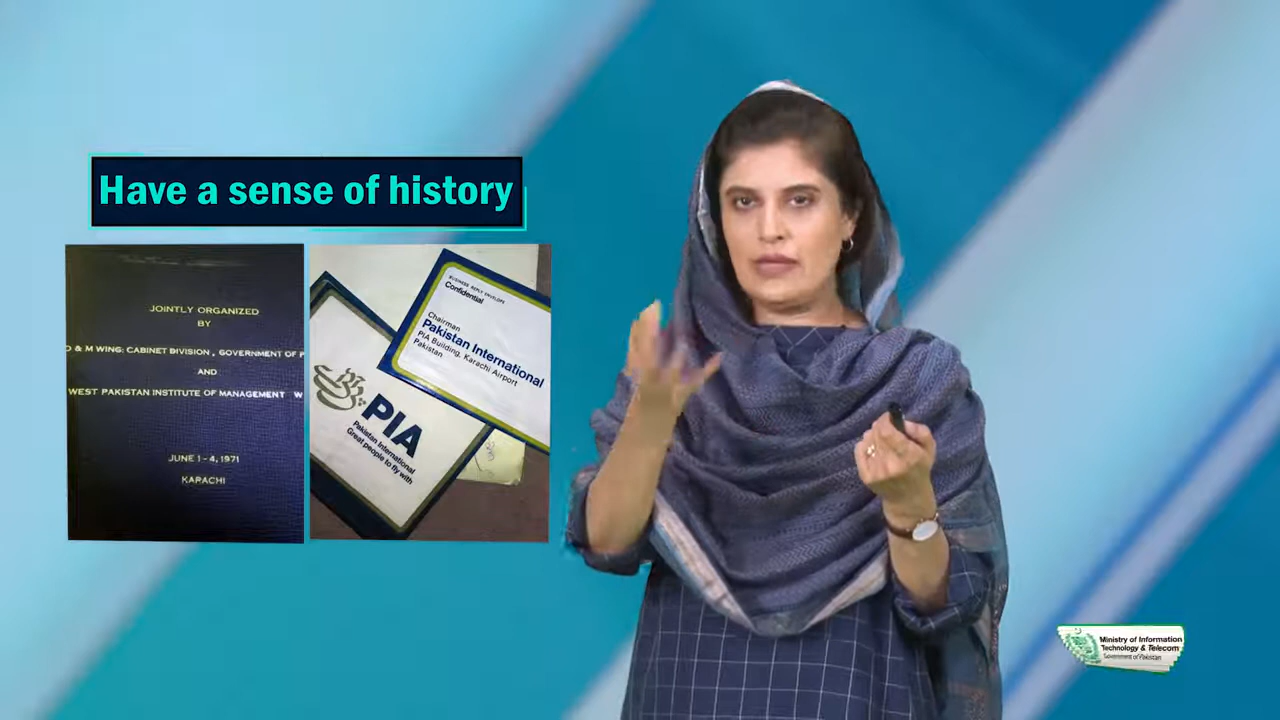 Have a sense of history
JOINTLY ORGANIZED
BY
O & M WING: CABINET DIVISION, GOVERNMENT OF
AND
WEST PAKISTAN INSTITUTE OF MANAGEMENT W
JUNE 1-4, 1971
KARACHI
BUSINESS REPLY ENVELOPE
Confidential
Chairman
Pakistan International
PIA Building, Karachi Airport
Pakistan
PIA
Pakistan International
Great people to fly with
Ministry of Information
Technology & Telecom
Government of Pakistan